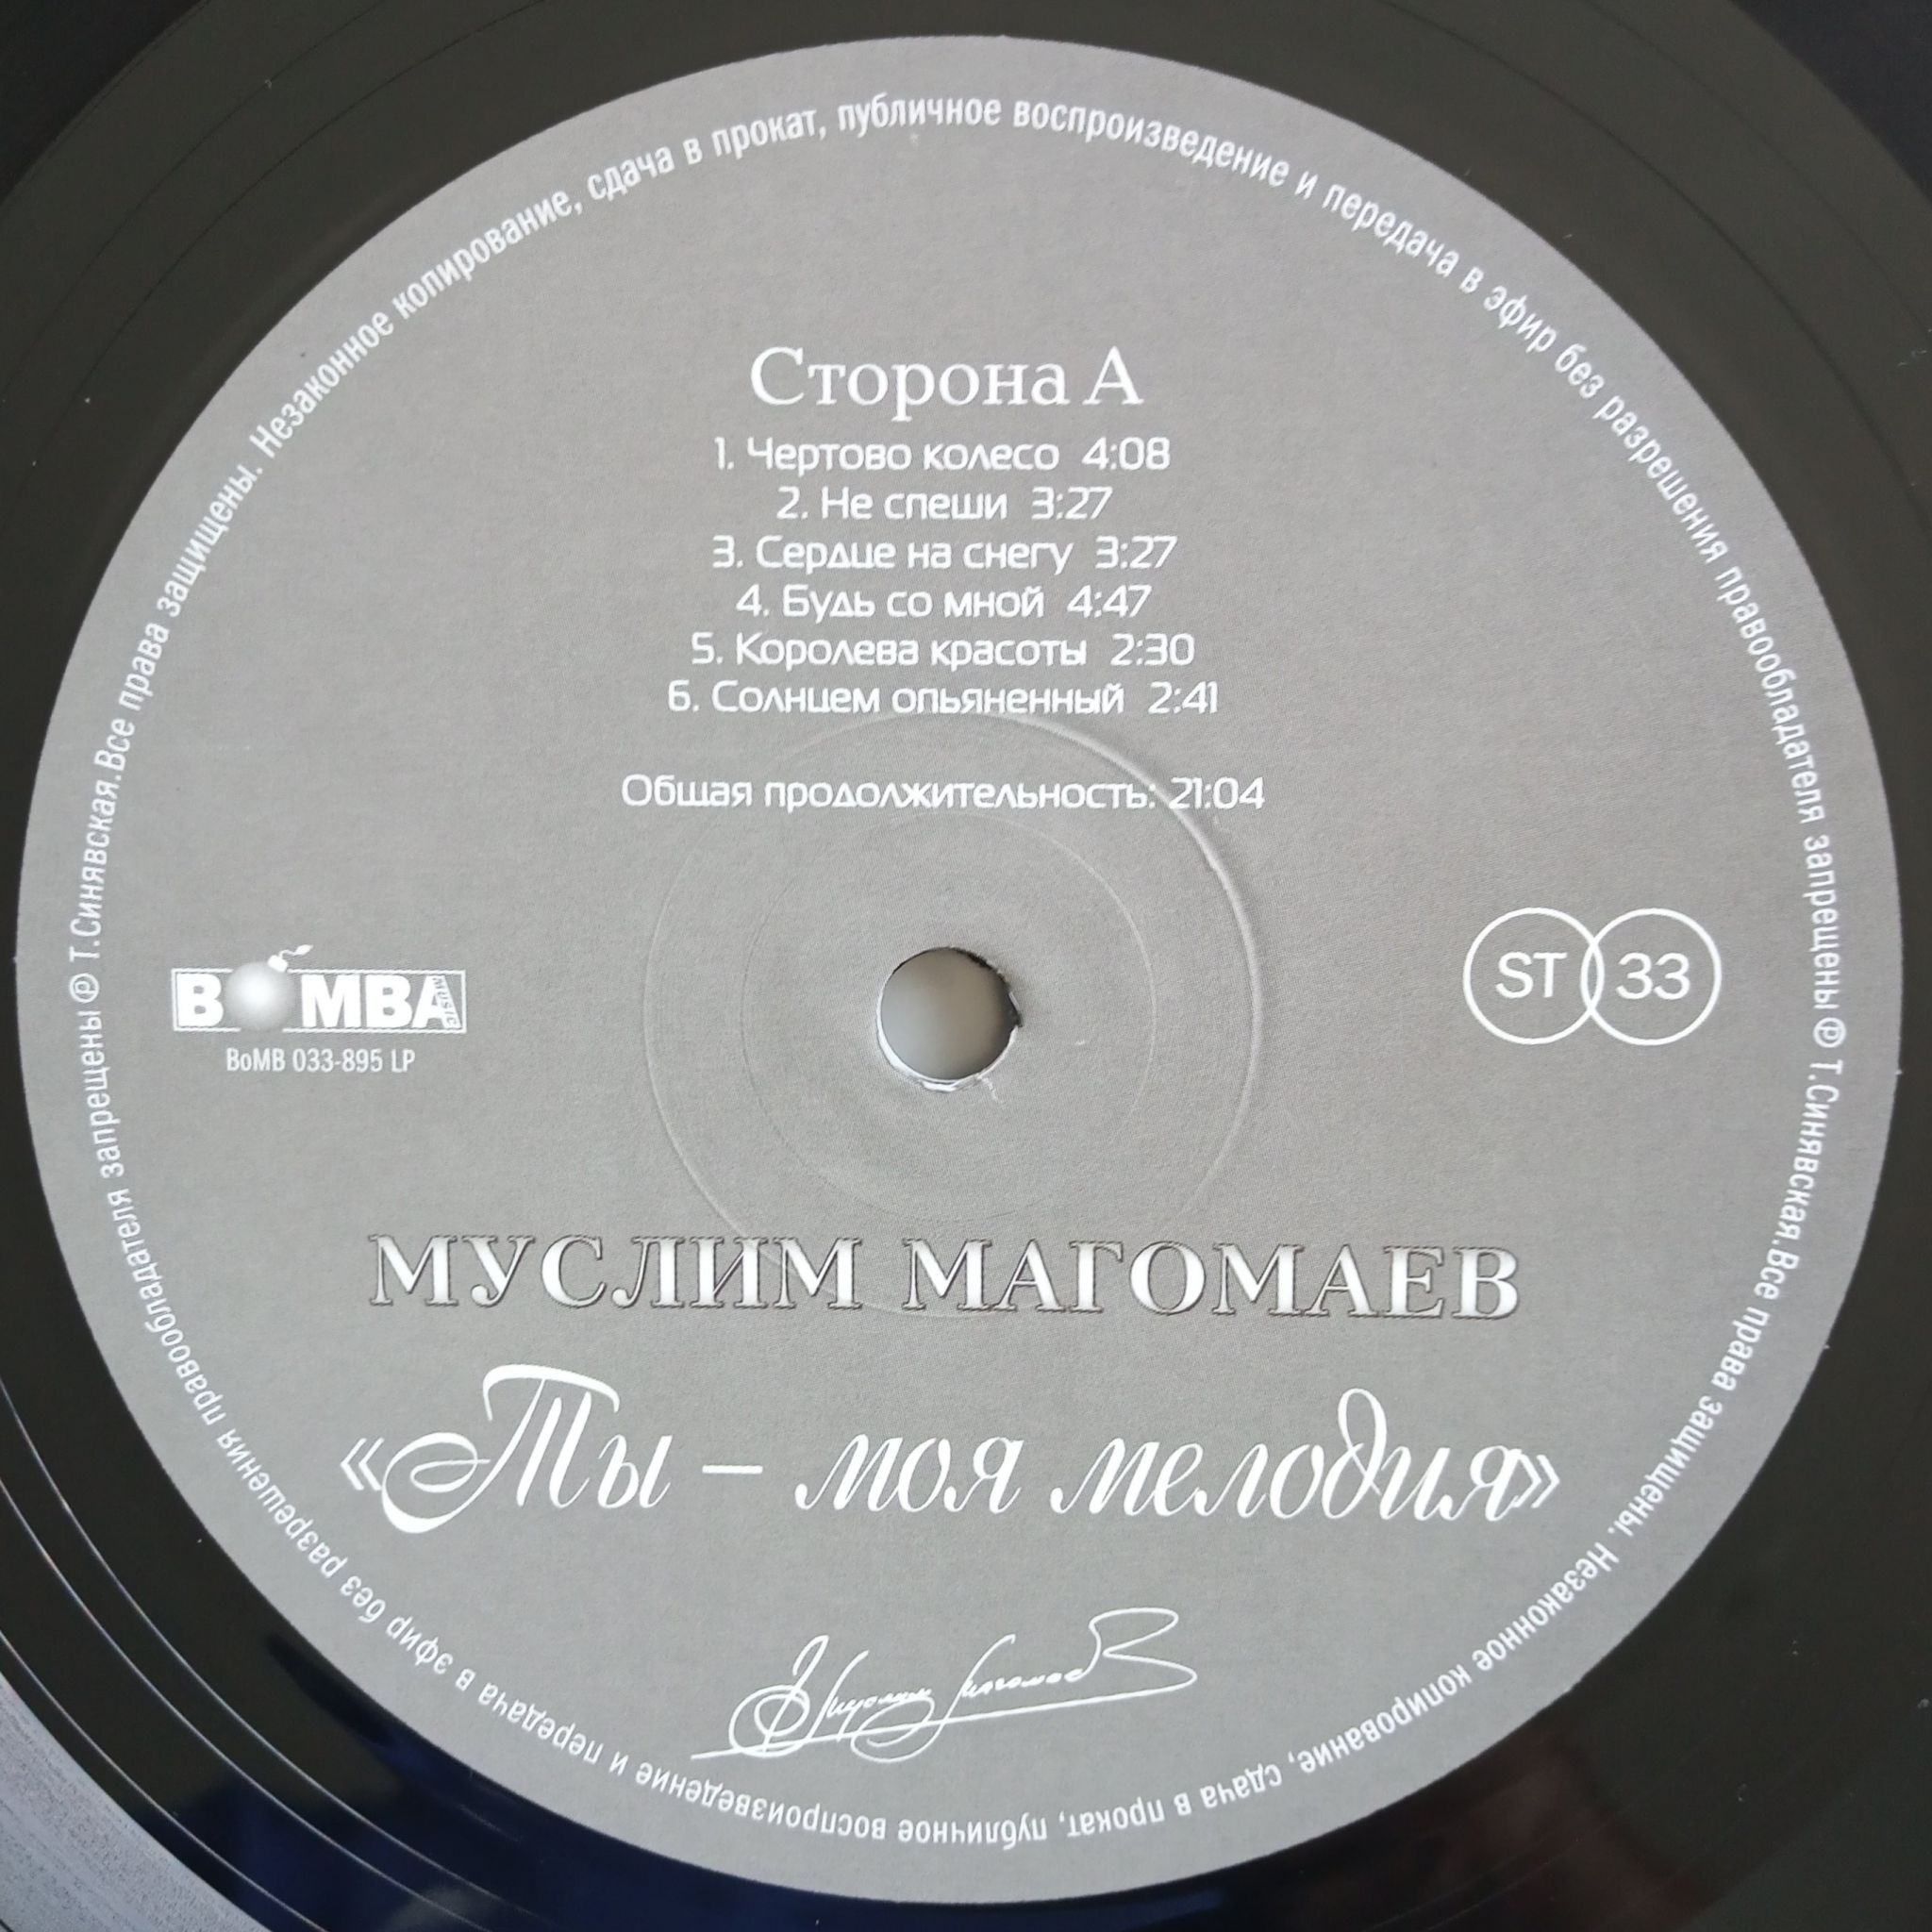 Незаконное копирование, сдача в прокат, публичное воспроизведение и передача в эфир без разрешения правообладателя запрещены ℗ Т.Синявская.Все права защищены. Незаконное копирование, сдача в прокат, публичное воспроизведение и передача в эфир без разрешения правообладателя запрещены ℗ Т.Синявская.Все права защищены.
Сторона А
1. Чертово колесо 4:08
2. Не спеши 3:27
3. Сердце на снегу 3:27
4. Будь со мной 4:47
5. Королева красоты 2:30
6. Солнцем опьяненный 2:41
Общая продолжительность: 21:04
BOMBA MUSIC
BoMB 033-895 LP
ST 33
МУСЛИМ МАГОМАЕВ
«Ты – моя мелодия»
Муслим Магомаев